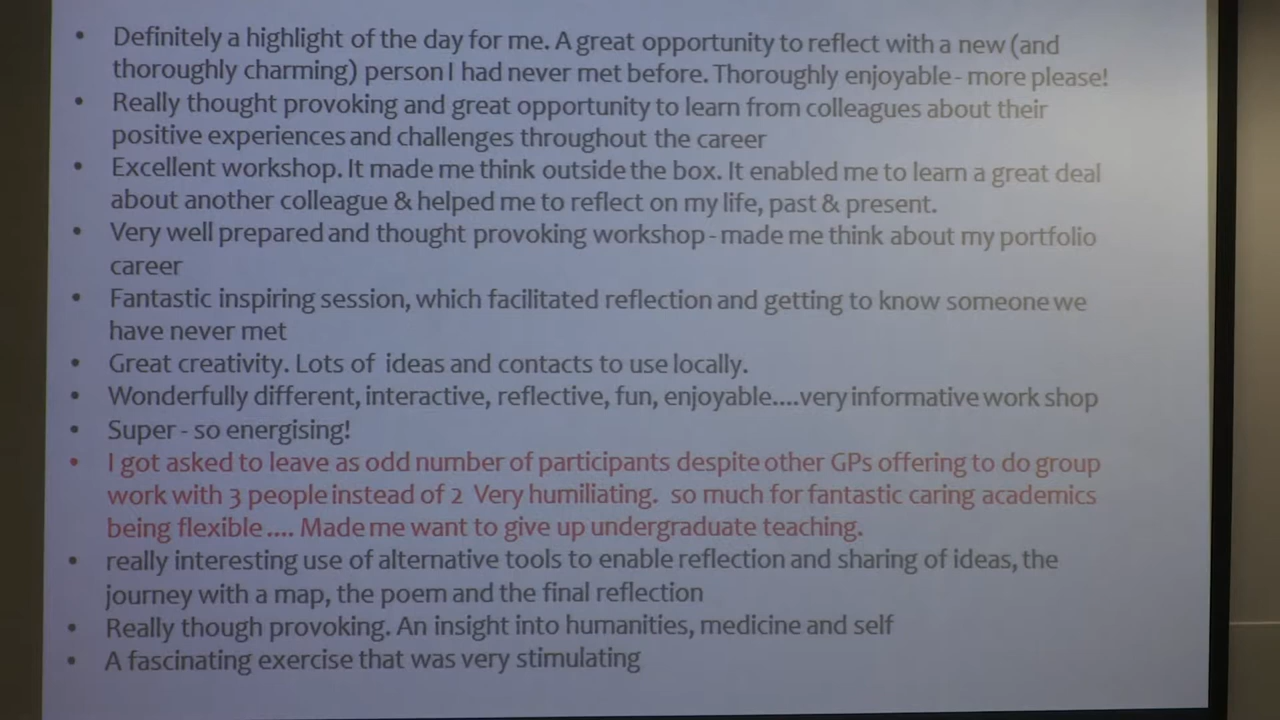 • Definitely a highlight of the day for me. A great opportunity to reflect with a new (and
thoroughly charming) person I had never met before. Thoroughly enjoyable - more please!
• Really thought provoking and great opportunity to learn from colleagues about their
positive experiences and challenges throughout the career
• Excellent workshop. It made me think outside the box. It enabled me to learn a great deal
about another colleague & helped me to reflect on my life, past & present.
• Very well prepared and thought provoking workshop - made me think about my portfolio
career
• Fantastic inspiring session, which facilitated reflection and getting to know someone we
have never met
• Great creativity. Lots of ideas and contacts to use locally.
• Wonderfully different, interactive, reflective, fun, enjoyable....very informative work shop
• Super - so energising!
• I got asked to leave as odd number of participants despite other GPs offering to do group
work with 3 people instead of 2 Very humiliating. so much for fantastic caring academics
being flexible .... Made me want to give up undergraduate teaching.
• really interesting use of alternative tools to enable reflection and sharing of ideas, the
journey with a map, the poem and the final reflection
• Really though provoking. An insight into humanities, medicine and self
• A fascinating exercise that was very stimulating